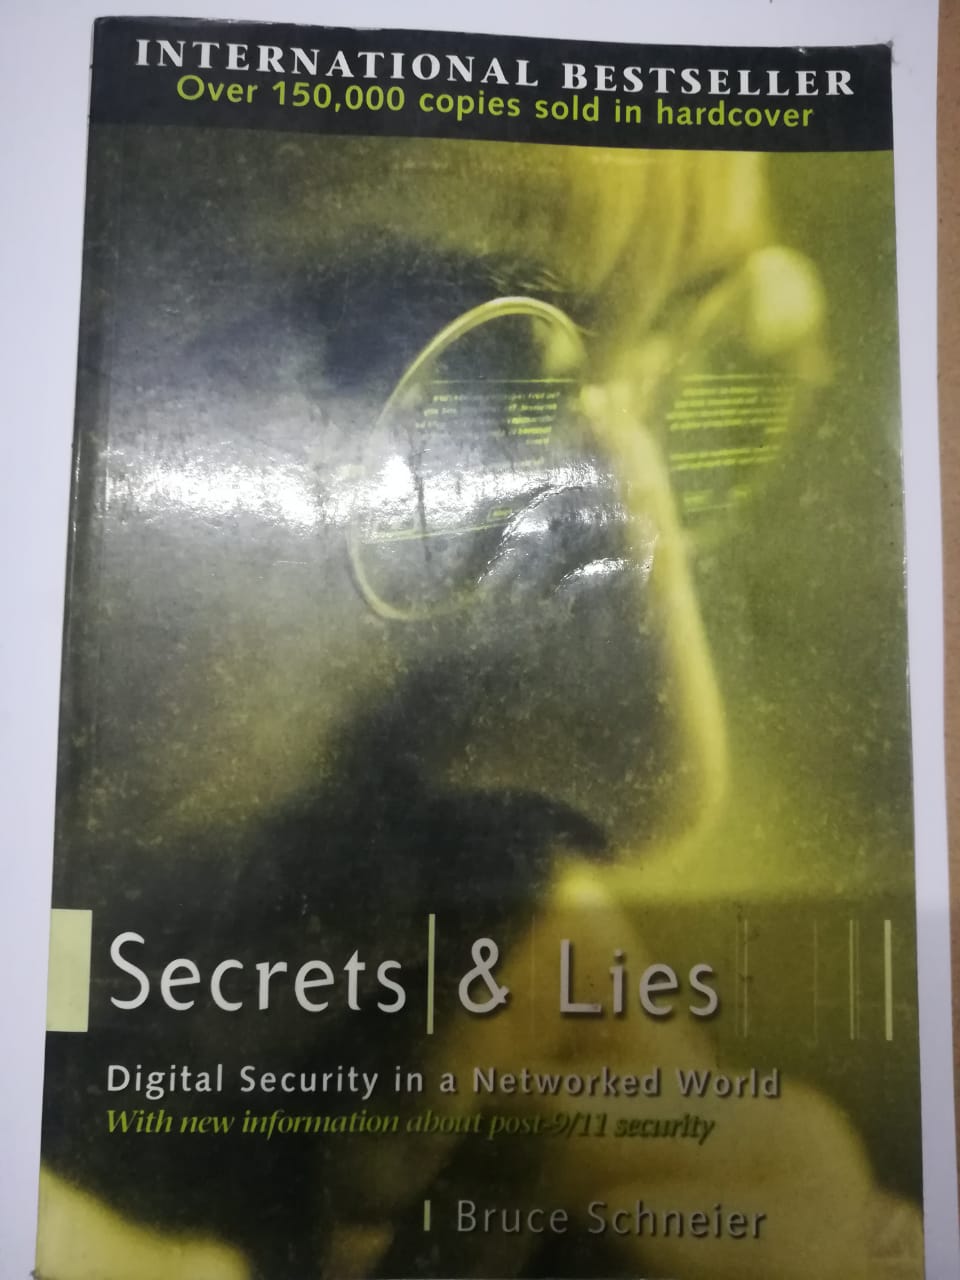 INTERNATIONAL BESTSELLER
Over 150,000 copies sold in hardcover
Secrets & Lies
Digital Security in a Networked World
With new information about post-9/11 security
Bruce Schneier